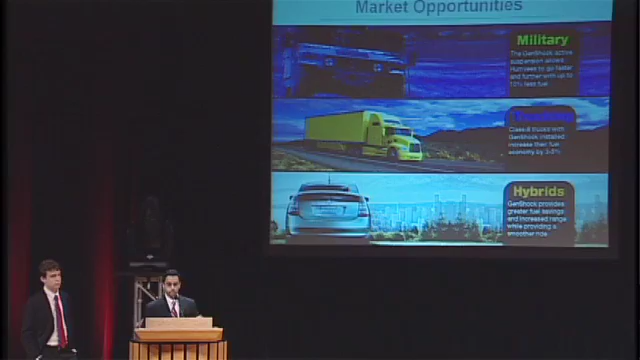 Market Opportunities
Military
The GenShock active
suspension allows
Humvees to go faster
and further with up to
10% less fuel
Trucking
Class-8 trucks with
GenShock installed
increase their fuel
economy by
Hybrids
GenShock provides
greater fuel savings
and increased range
while providing a
smoother ride